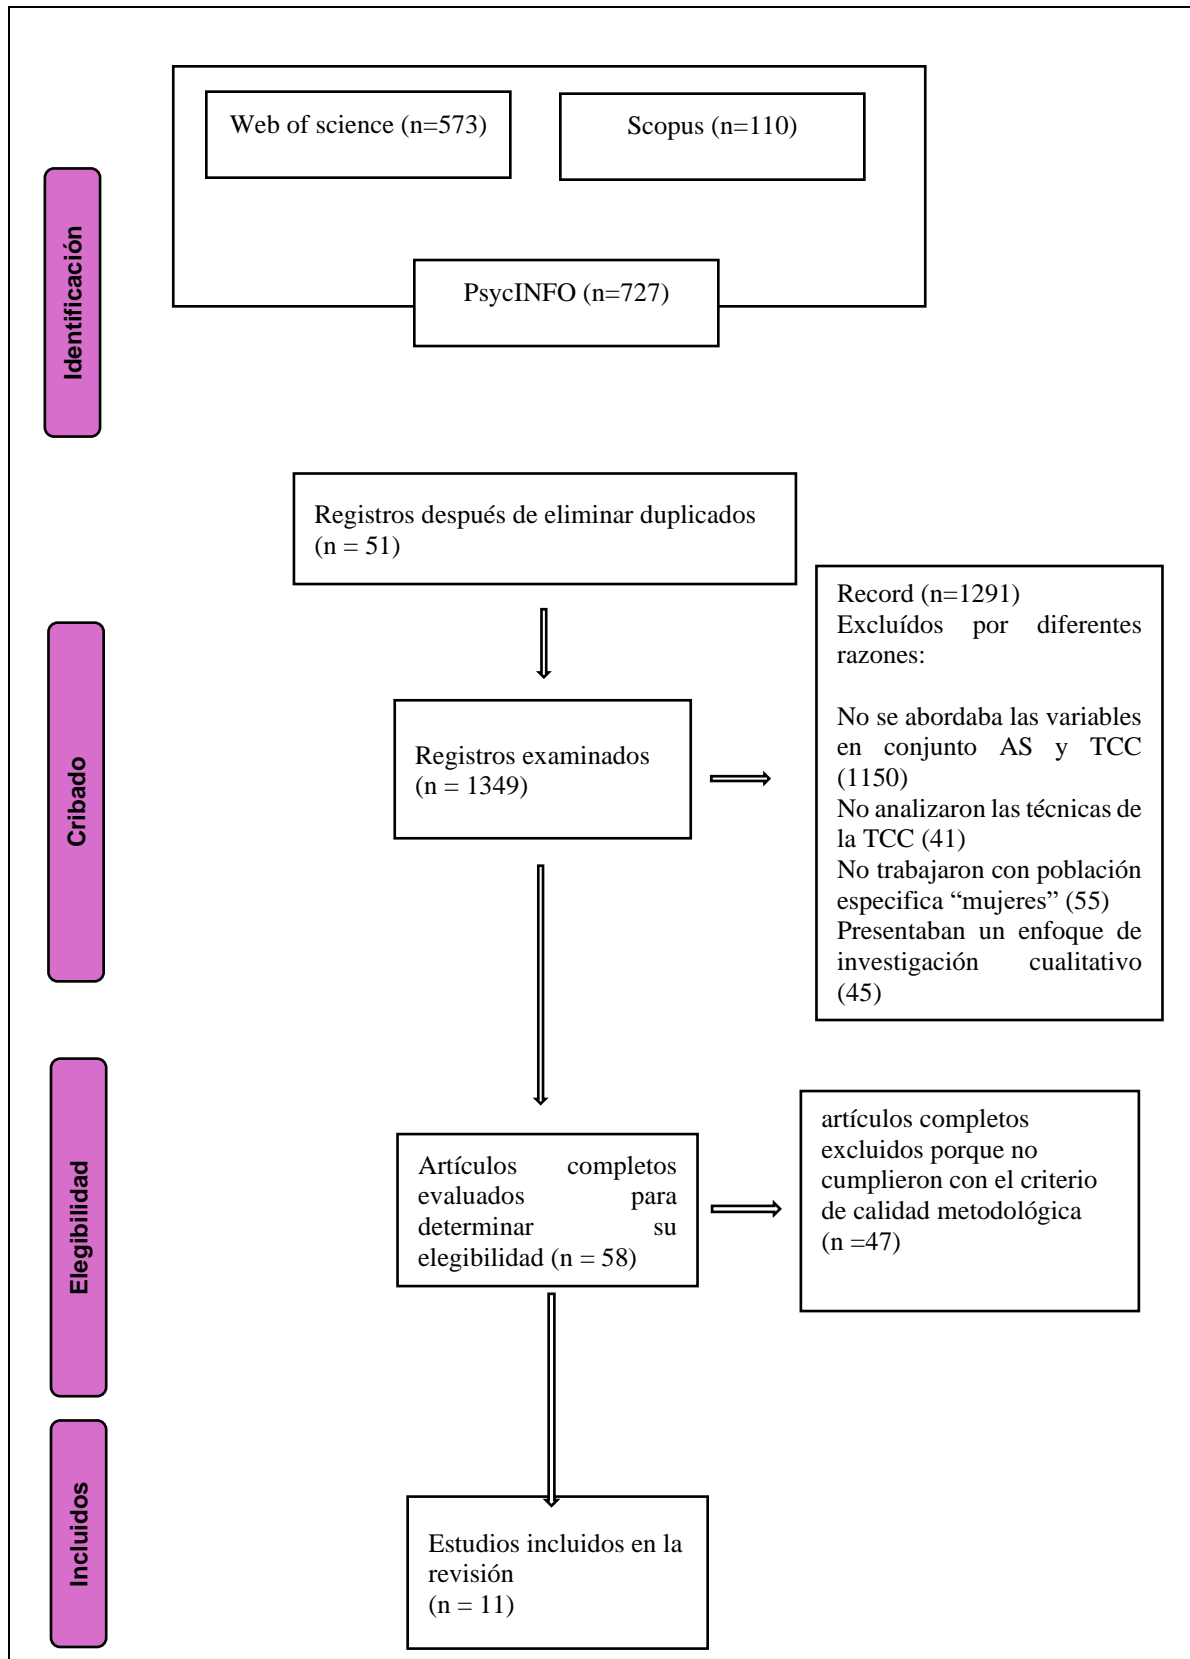 Web of science (n=573)
Scopus (n=110)
PsycINFO (n=727)
Identificación
Registros después de eliminar duplicados
(n = 51)
Cribado
Registros examinados
(n = 1349)
Record (n=1291)
Excluídos por diferentes
razones:
No se abordaba las variables
en conjunto AS y TCC
(1150)
No analizaron las técnicas de
la TCC (41)
No trabajaron con población
especifica “mujeres” (55)
Presentaban un enfoque de
investigación cualitativo
(45)
Elegibilidad
Artículos completos
evaluados para
determinar su
elegibilidad (n = 58)
artículos completos
excluidos porque no
cumplieron con el criterio
de calidad metodológica
(n =47)
Incluidos
Estudios incluidos en la
revisión
(n = 11)